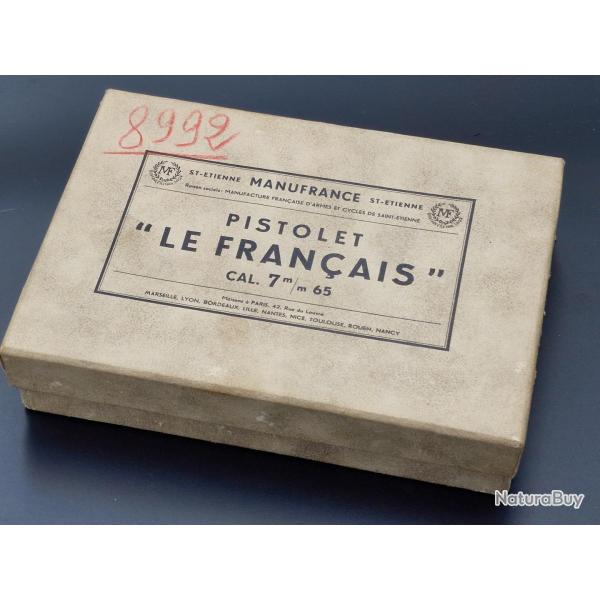 8992
MF ST-ETIENNE MANUFRANCE ST-ETIENNE MF
Raison sociale: MANUFACTURE FRANÇAISE D'ARMES ET CYCLES DE SAINT-ETIENNE
PISTOLET
"LE FRANÇAIS"
CAL. 7m/m 65
Maisons à PARIS, 42, Rue du Louvre
MARSEILLE, LYON, BORDEAUX, LILLE, NANTES, NICE, TOULOUSE, ROUEN, NANCY
NaturaBuy